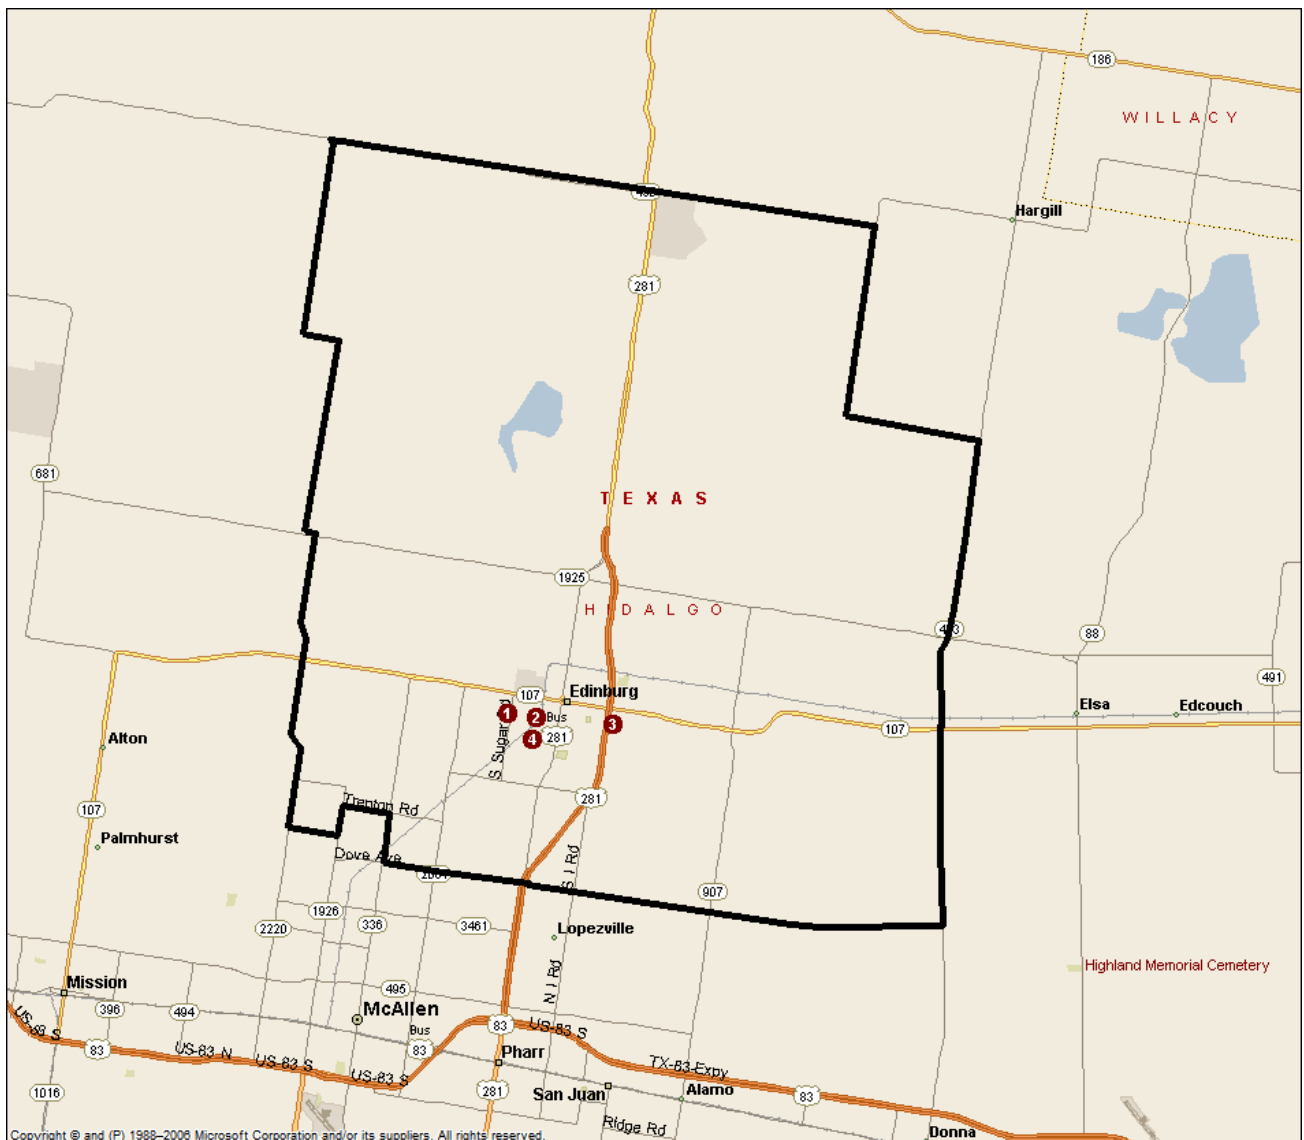 186
WILLACY
Hargill
281
681
TEXAS
1925
HIDALGO
88
491
107
Edinburg
Elsa
Edcouch
1
2
Bus
3
S Sugar Rd
4
281
107
Alton
281
107
Trenton Rd
Palmhurst
Dove Ave
S I Rd
907
1926
2220
336
3461
Lopezville
Highland Memorial Cemetery
Mission
N I Rd
495
396
494
McAllen
US-83 S
Bus
83
US-83 S
83
US-83 N
83
Pharr
US-83 S
TX-83-Expy
US-83 S
1016
281
San Juan
Alamo
83
Ridge Rd
Donna
Copyright © and (P) 1988–2006 Microsoft Corporation and/or its suppliers. All rights reserved.